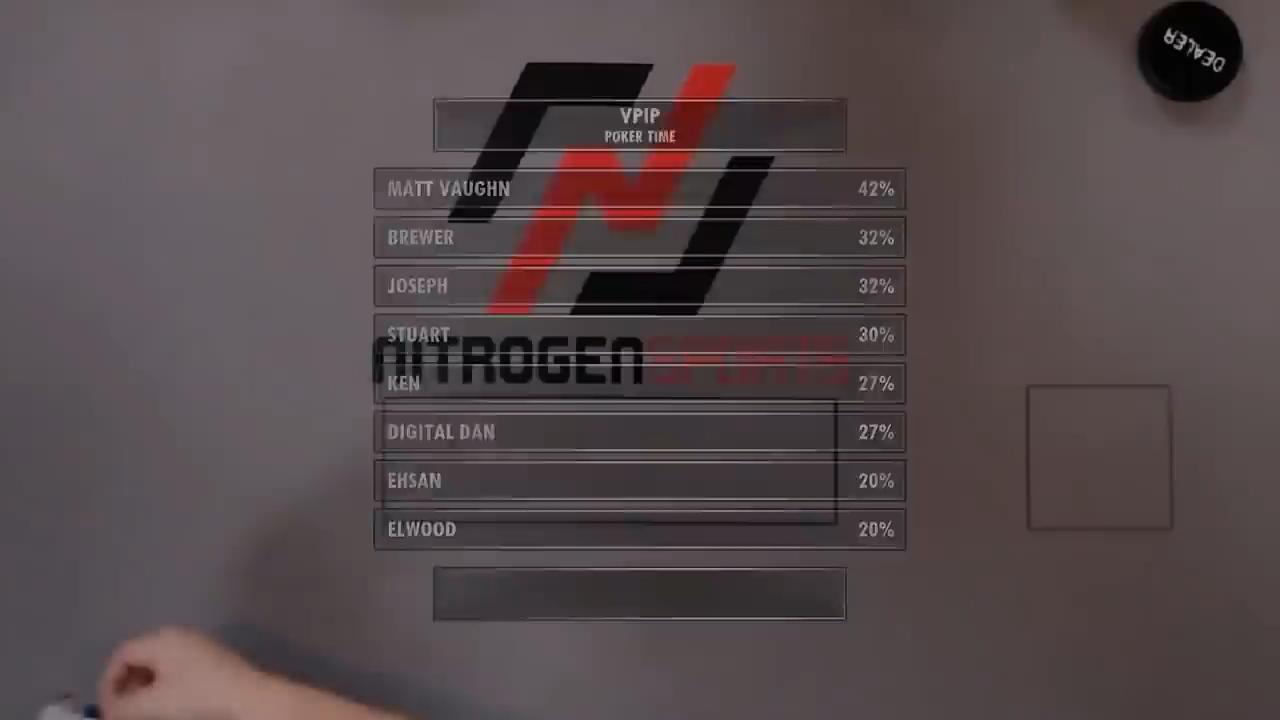 DEALER
VPIP
POKER TIME
MATT VAUGHN 42%
BREWER 32%
JOSEPH 32%
STUART 30%
NITROGENSPORTS
KEN 27%
DIGITAL DAN 27%
EHSAN 20%
ELWOOD 20%